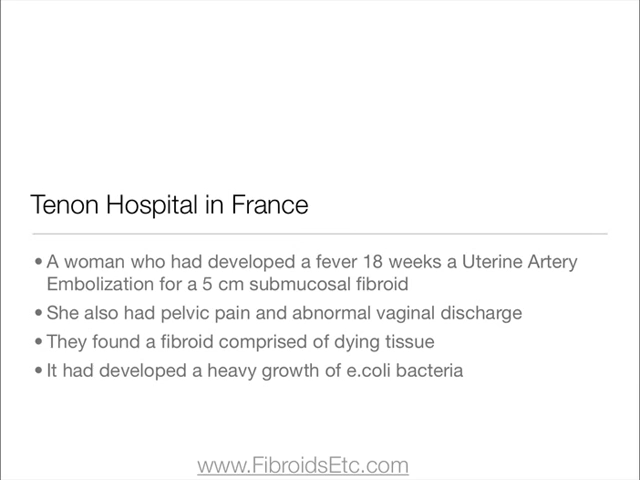 Tenon Hospital in France
• A woman who had developed a fever 18 weeks a Uterine Artery
Embolization for a 5 cm submucosal fibroid
• She also had pelvic pain and abnormal vaginal discharge
• They found a fibroid comprised of dying tissue
• It had developed a heavy growth of e.coli bacteria
www.FibroidsEtc.com